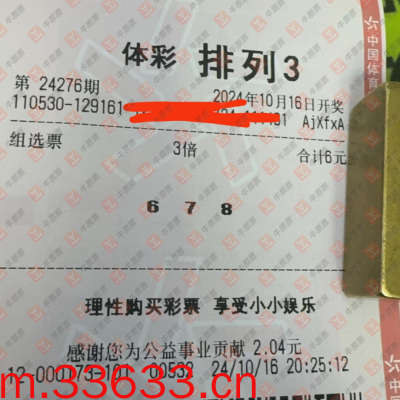 体彩 排列3
第 24276期 2024年10月16日开奖
110530-129161 AjXfxA
组选票 3倍 合计6元
6 7 8
理性购买彩票 享受小小娱乐
感谢您为公益事业贡献 2.04元
24/10/16 20:25:12
m.33633.cn
中国体育